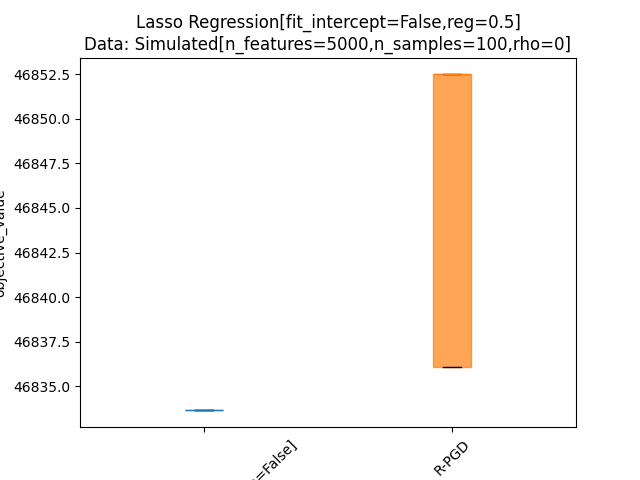 Lasso Regression[fit_intercept=False,reg=0.5]
Data: Simulated[n_features=5000,n_samples=100,rho=0]
46852.5
46850.0
46847.5
46845.0
46842.5
46840.0
46837.5
46835.0
objective_value
=False]
R-PGD